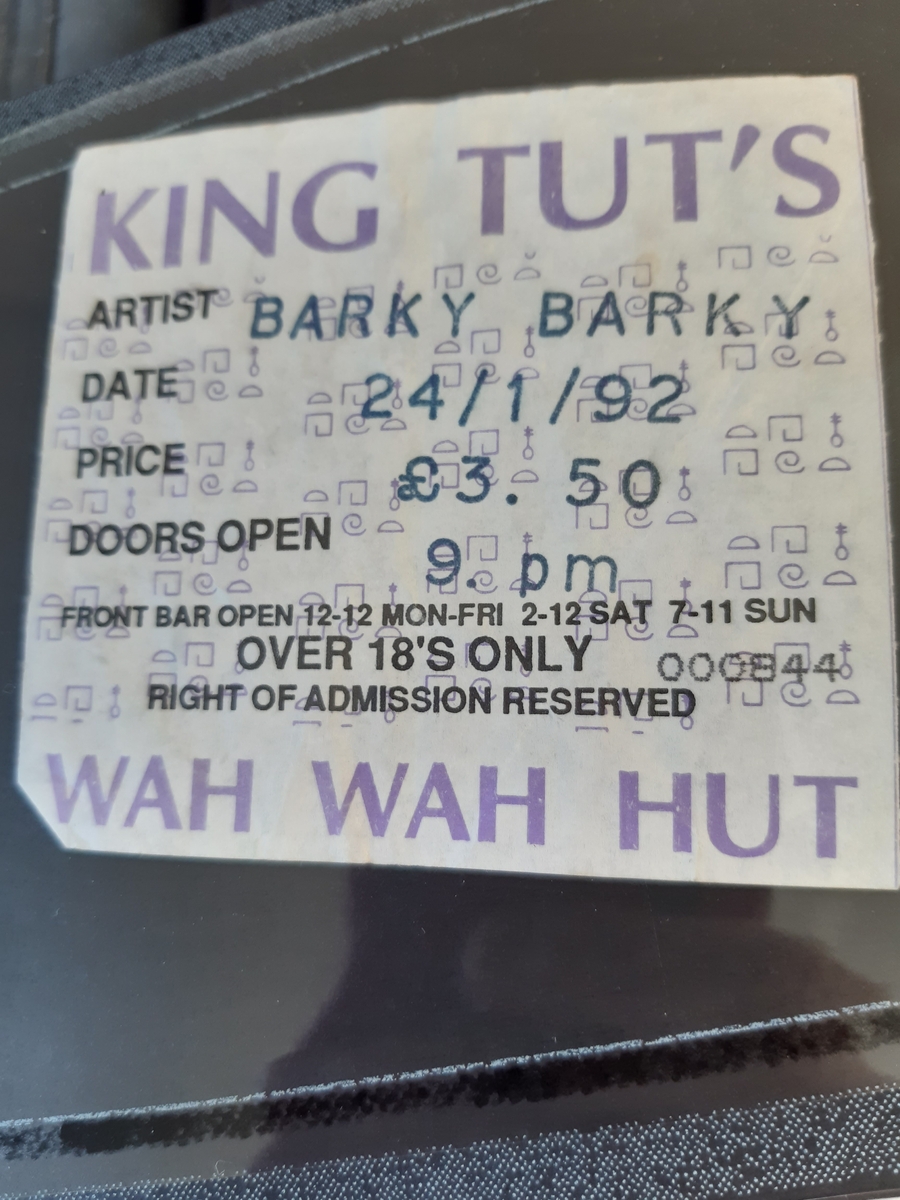 KING TUT'S
ARTIST BARKY BARKY
DATE 24/1/92
PRICE £3.50
DOORS OPEN 9. pm
FRONT BAR OPEN 12-12 MON-FRI 2-12 SAT 7-11 SUN
OVER 18'S ONLY 000844
RIGHT OF ADMISSION RESERVED
WAH WAH HUT